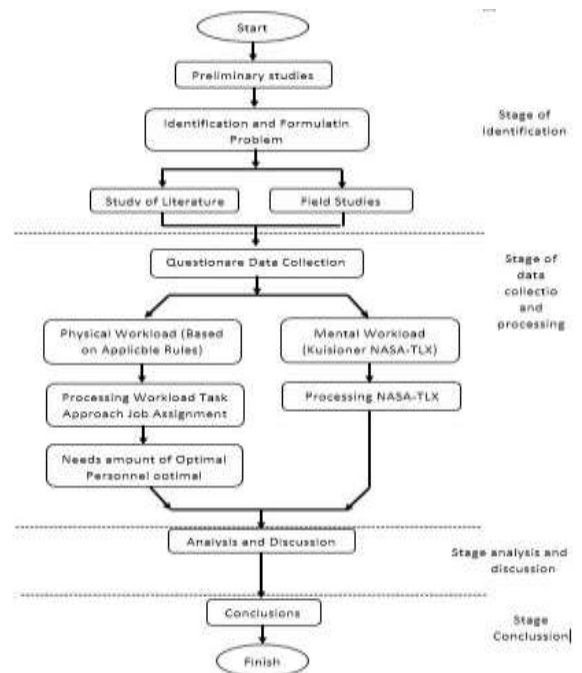 Start
Preliminary studies
Identification and Formulatin
Problem
Stage of
Identification
Study of Literature
Field Studies
Questionare Data Collection
Stage of
data
collectio
and
processing
Physical Workload (Based
on Applicble Rules)
Mental Workload
(Kuisioner NASA-TLX)
Processing Workload Task
Approach Job Assignment
Processing NASA-TLX
Needs amount of Optimal
Personnel optimal
Analysis and Discussion
Stage analysis and
discussion
Conclusions
Stage
Conclussion
Finish